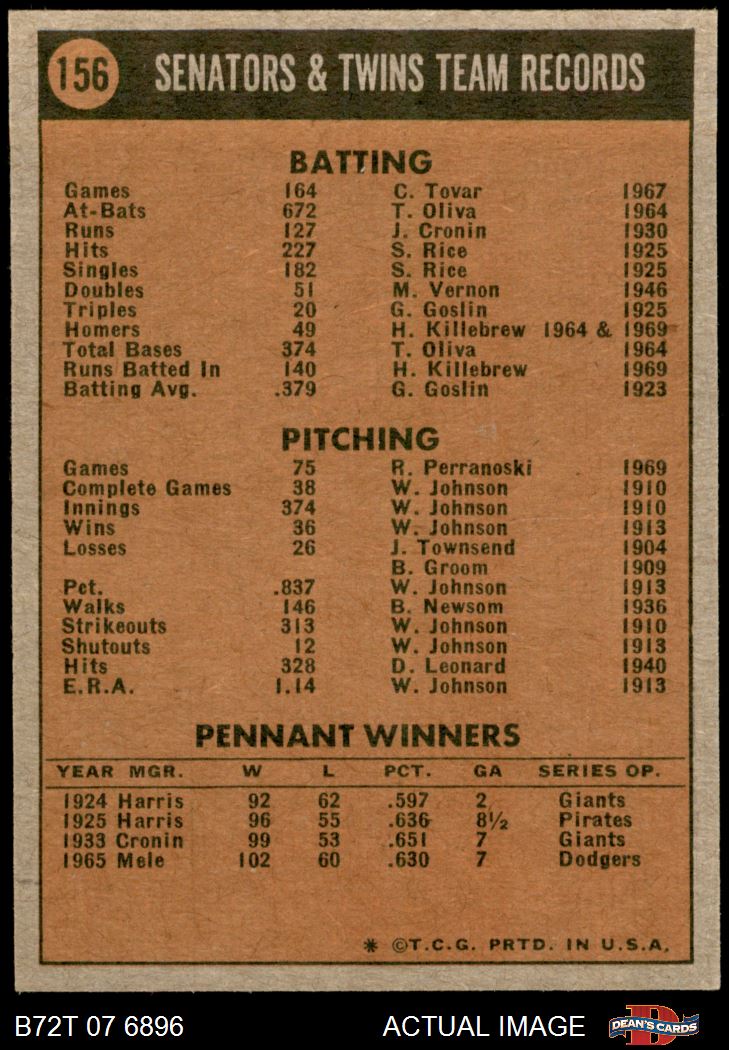 156 SENATORS & TWINS TEAM RECORDS
BATTING
Games 164 C. Tovar 1967
At-Bats 672 T. Oliva 1964
Runs 127 J. Cronin 1930
Hits 227 S. Rice 1925
Singles 182 S. Rice 1925
Doubles 51 M. Vernon 1946
Triples 20 G. Goslin 1925
Homers 49 H. Killebrew 1964 & 1969
Total Bases 374 T. Oliva 1964
Runs Batted In 140 H. Killebrew 1969
Batting Avg. .379 G. Goslin 1923
PITCHING
Games 75 R. Perranoski 1969
Complete Games 38 W. Johnson 1910
Innings 374 W. Johnson 1910
Wins 36 W. Johnson 1913
Losses 26 J. Townsend 1904
B. Groom 1909
Pct. .837 W. Johnson 1913
Walks 146 B. Newsom 1936
Strikeouts 313 W. Johnson 1910
Shutouts 12 W. Johnson 1913
Hits 328 D. Leonard 1940
E.R.A. 1.14 W. Johnson 1913
PENNANT WINNERS
YEAR MGR. W L PCT. GA SERIES OP.
1924 Harris 92 62 .597 2 Giants
1925 Harris 96 55 .636 8½ Pirates
1933 Cronin 99 53 .651 7 Giants
1965 Mele 102 60 .630 7 Dodgers
* ©T.C.G. PRTD. IN U.S.A.
B72T 07 6896 ACTUAL IMAGE D DEAN'S CARDS